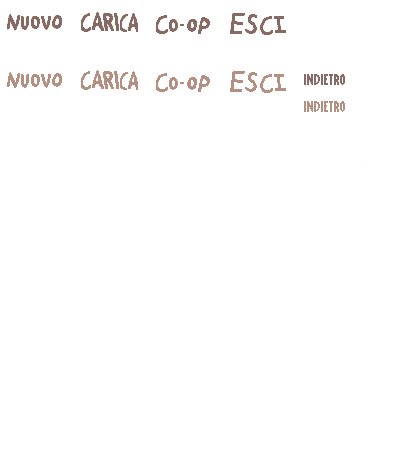 NUOVO CARICA CO-OP ESCI
NUOVO CARICA CO-OP ESCI INDIETRO
INDIETRO